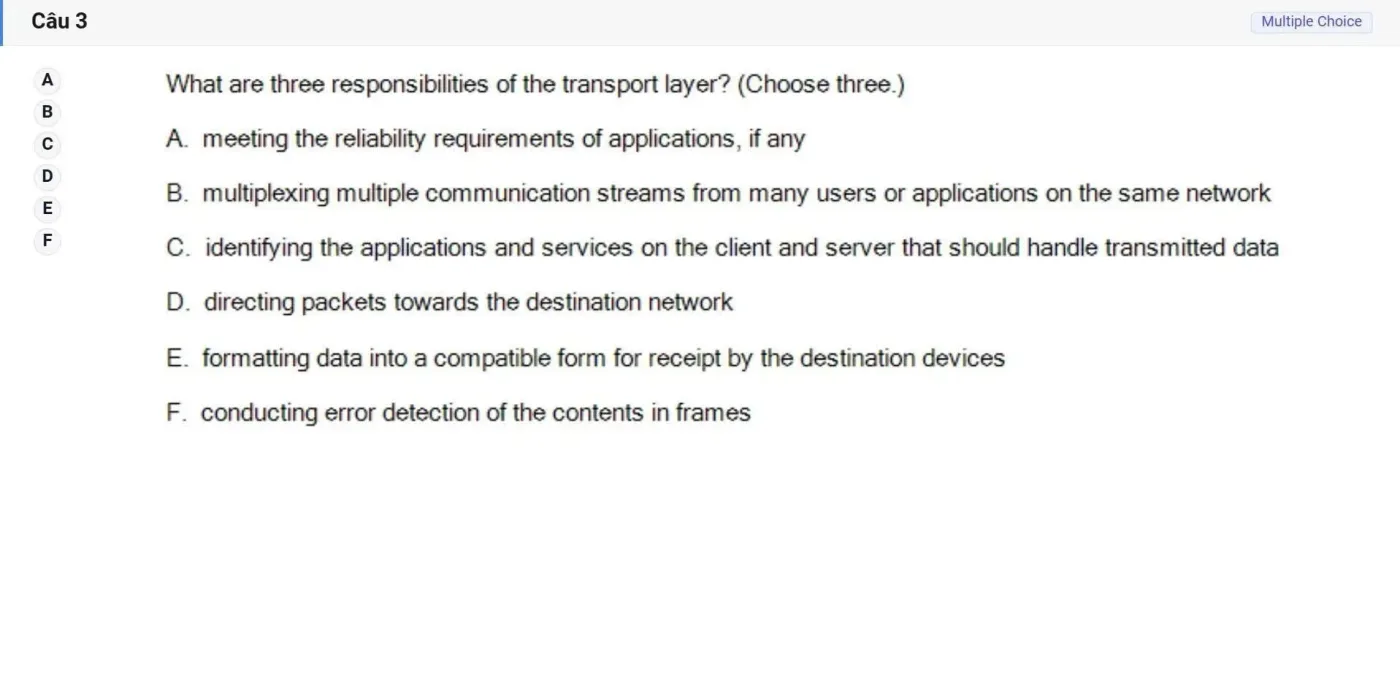 Câu 3
Multiple Choice
A
B
C
D
E
F
What are three responsibilities of the transport layer? (Choose three.)
A. meeting the reliability requirements of applications, if any
B. multiplexing multiple communication streams from many users or applications on the same network
C. identifying the applications and services on the client and server that should handle transmitted data
D. directing packets towards the destination network
E. formatting data into a compatible form for receipt by the destination devices
F. conducting error detection of the contents in frames